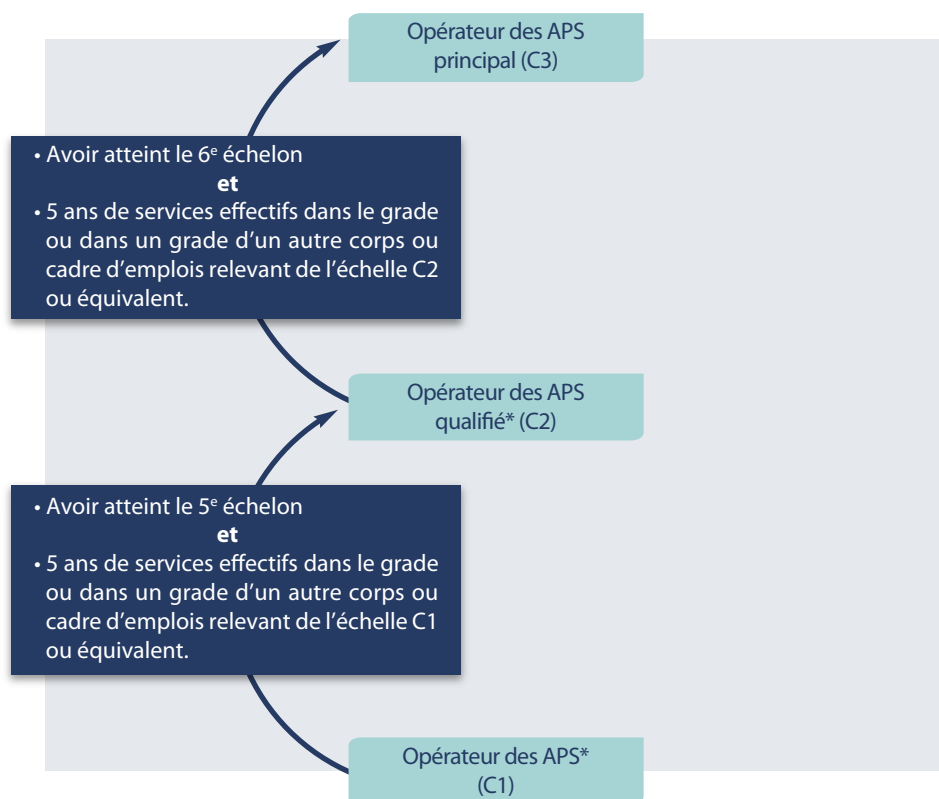 Opérateur des APS
principal (C3)
• Avoir atteint le 6e échelon
et
• 5 ans de services effectifs dans le grade
ou dans un grade d’un autre corps ou
cadre d’emplois relevant de l’échelle C2
ou équivalent.
Opérateur des APS
qualifié* (C2)
• Avoir atteint le 5e échelon
et
• 5 ans de services effectifs dans le grade
ou dans un grade d’un autre corps ou
cadre d’emplois relevant de l’échelle C1
ou équivalent.
Opérateur des APS*
(C1)